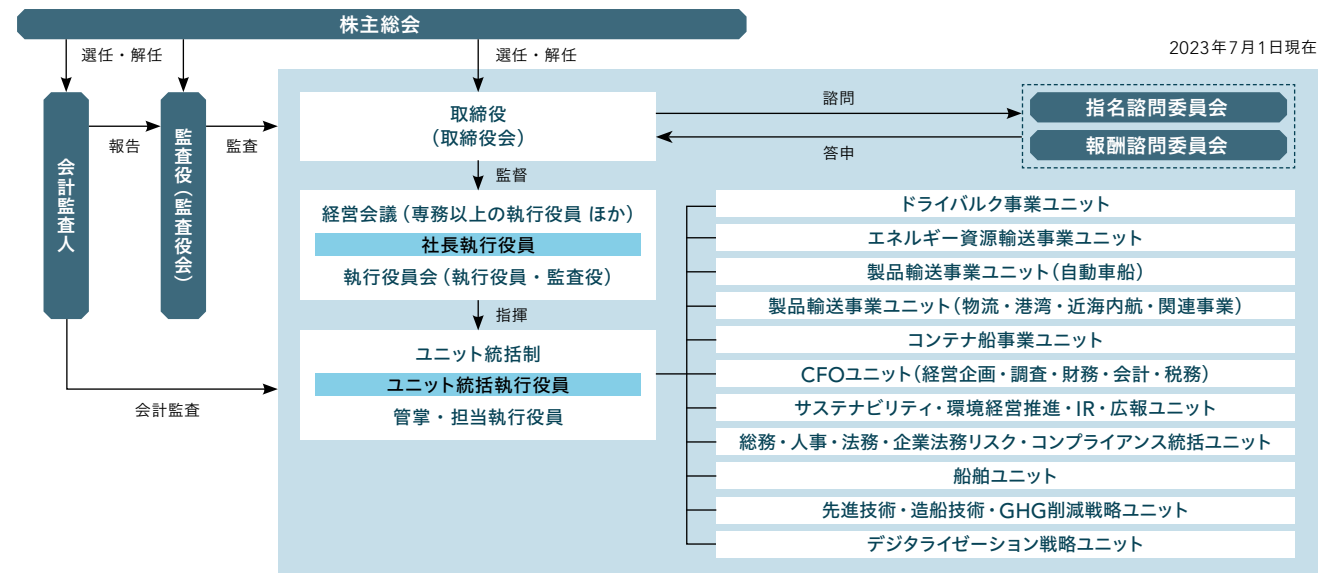 株主総会
2023年7月1日現在
選任・解任
選任・解任
会計監査人
報告
監査役（監査役会）
監査
取締役
（取締役会）
諮問
答申
指名諮問委員会
報酬諮問委員会
監督
経営会議（専務以上の執行役員 ほか）
社長執行役員
執行役員会（執行役員・監査役）
指揮
ユニット統括制
ユニット統括執行役員
管掌・担当執行役員
会計監査
ドライバルク事業ユニット
エネルギー資源輸送事業ユニット
製品輸送事業ユニット（自動車船）
製品輸送事業ユニット（物流・港湾・近海内航・関連事業）
コンテナ船事業ユニット
CFOユニット（経営企画・調査・財務・会計・税務）
サステナビリティ・環境経営推進・IR・広報ユニット
総務・人事・法務・企業法務リスク・コンプライアンス統括ユニット
船舶ユニット
先進技術・造船技術・GHG削減戦略ユニット
デジタライゼーション戦略ユニット